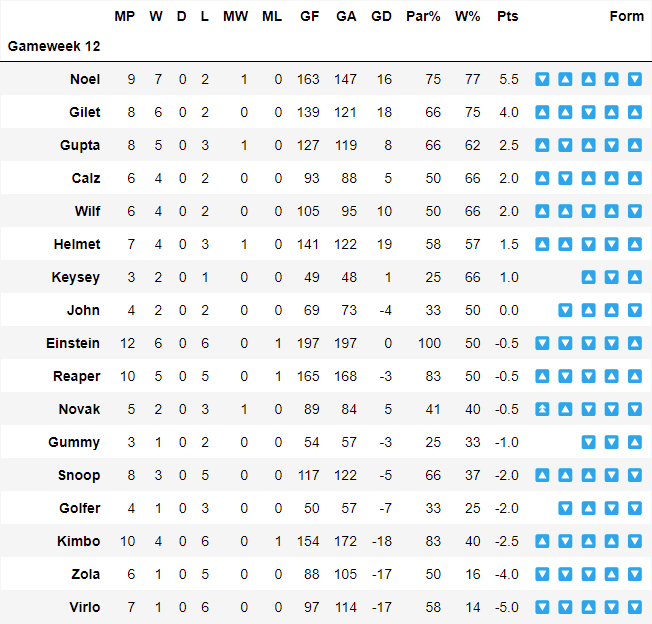 MP W D L MW ML GF GA GD Par% W% Pts Form
Gameweek 12
Noel 9 7 0 2 1 0 163 147 16 75 77 5.5 🔽 🔼 🔼 🔼 🔽
Gilet 8 6 0 2 0 0 139 121 18 66 75 4.0 🔼 🔼 🔽 🔼 🔼
Gupta 8 5 0 3 1 0 127 119 8 66 62 2.5 🔼 🔽 🔼 🔽 🔼
Calz 6 4 0 2 0 0 93 88 5 50 66 2.0 🔼 🔽 🔼 🔼 🔼
Wilf 6 4 0 2 0 0 105 95 10 50 66 2.0 🔼 🔼 🔽 🔼 🔽
Helmet 7 4 0 3 1 0 141 122 19 58 57 1.5 🔼 🔼 🔽 🔽 🔼
Keysey 3 2 0 1 0 0 49 48 1 25 66 1.0 🔼 🔽 🔼
John 4 2 0 2 0 0 69 73 -4 33 50 0.0 🔽 🔼 🔼 🔽
Einstein 12 6 0 6 0 1 197 197 0 100 50 -0.5 🔽 🔽 🔽 🔼 🔼
Reaper 10 5 0 5 0 1 165 168 -3 83 50 -0.5 🔼 🔽 🔽 🔼 🔽
Novak 5 2 0 3 1 0 89 84 5 41 40 -0.5 ⏫ 🔼 🔽 🔽 🔽
Gummy 3 1 0 2 0 0 54 57 -3 25 33 -1.0 🔽 🔽 🔼
Snoop 8 3 0 5 0 0 117 122 -5 66 37 -2.0 🔼 🔼 🔼 🔽 🔽
Golfer 4 1 0 3 0 0 50 57 -7 33 25 -2.0 🔽 🔼 🔽 🔽
Kimbo 10 4 0 6 0 1 154 172 -18 83 40 -2.5 🔼 🔽 🔼 🔼 🔽
Zola 6 1 0 5 0 0 88 105 -17 50 16 -4.0 🔽 🔽 🔽 🔼 🔽
Virlo 7 1 0 6 0 0 97 114 -17 58 14 -5.0 🔽 🔽 🔼 🔽 🔽